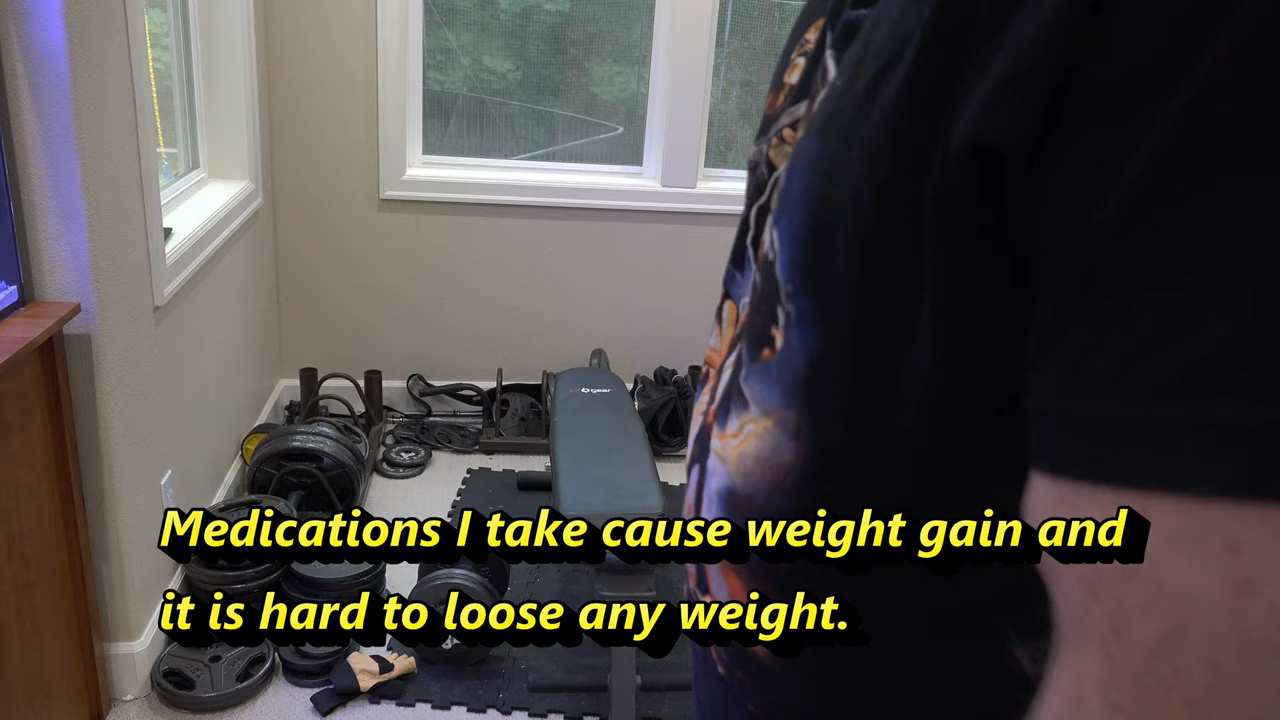 Medications I take cause weight gain and
it is hard to loose any weight.